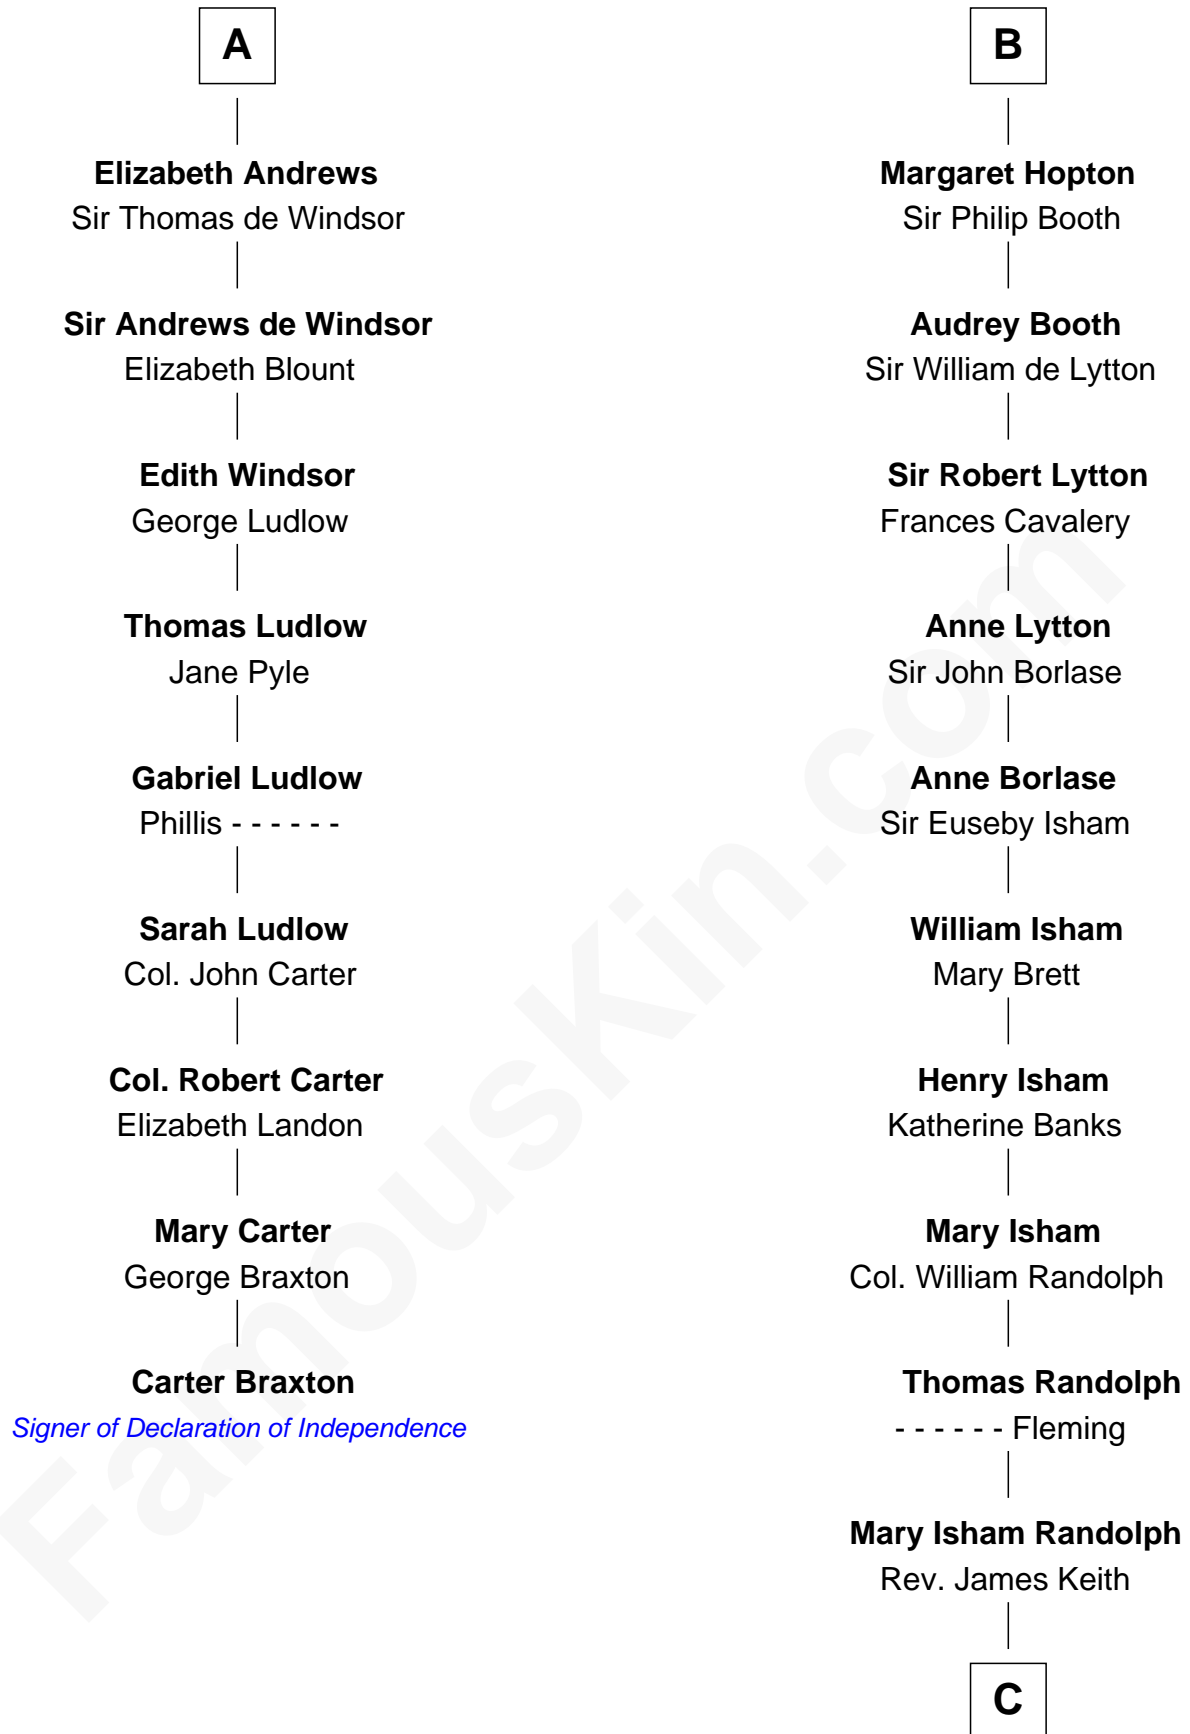 A
Elizabeth Andrews
Sir Thomas de Windsor
Sir Andrews de Windsor
Elizabeth Blount
Edith Windsor
George Ludlow
Thomas Ludlow
Jane Pyle
Gabriel Ludlow
Phillis - - - - - -
Sarah Ludlow
Col. John Carter
Col. Robert Carter
Elizabeth Landon
Mary Carter
George Braxton
Carter Braxton
Signer of Declaration of Independence
B
Margaret Hopton
Sir Philip Booth
Audrey Booth
Sir William de Lytton
Sir Robert Lytton
Frances Cavalery
Anne Lytton
Sir John Borlase
Anne Borlase
Sir Euseby Isham
William Isham
Mary Brett
Henry Isham
Katherine Banks
Mary Isham
Col. William Randolph
Thomas Randolph
- - - - - - Fleming
Mary Isham Randolph
Rev. James Keith
C
FamousKin.com